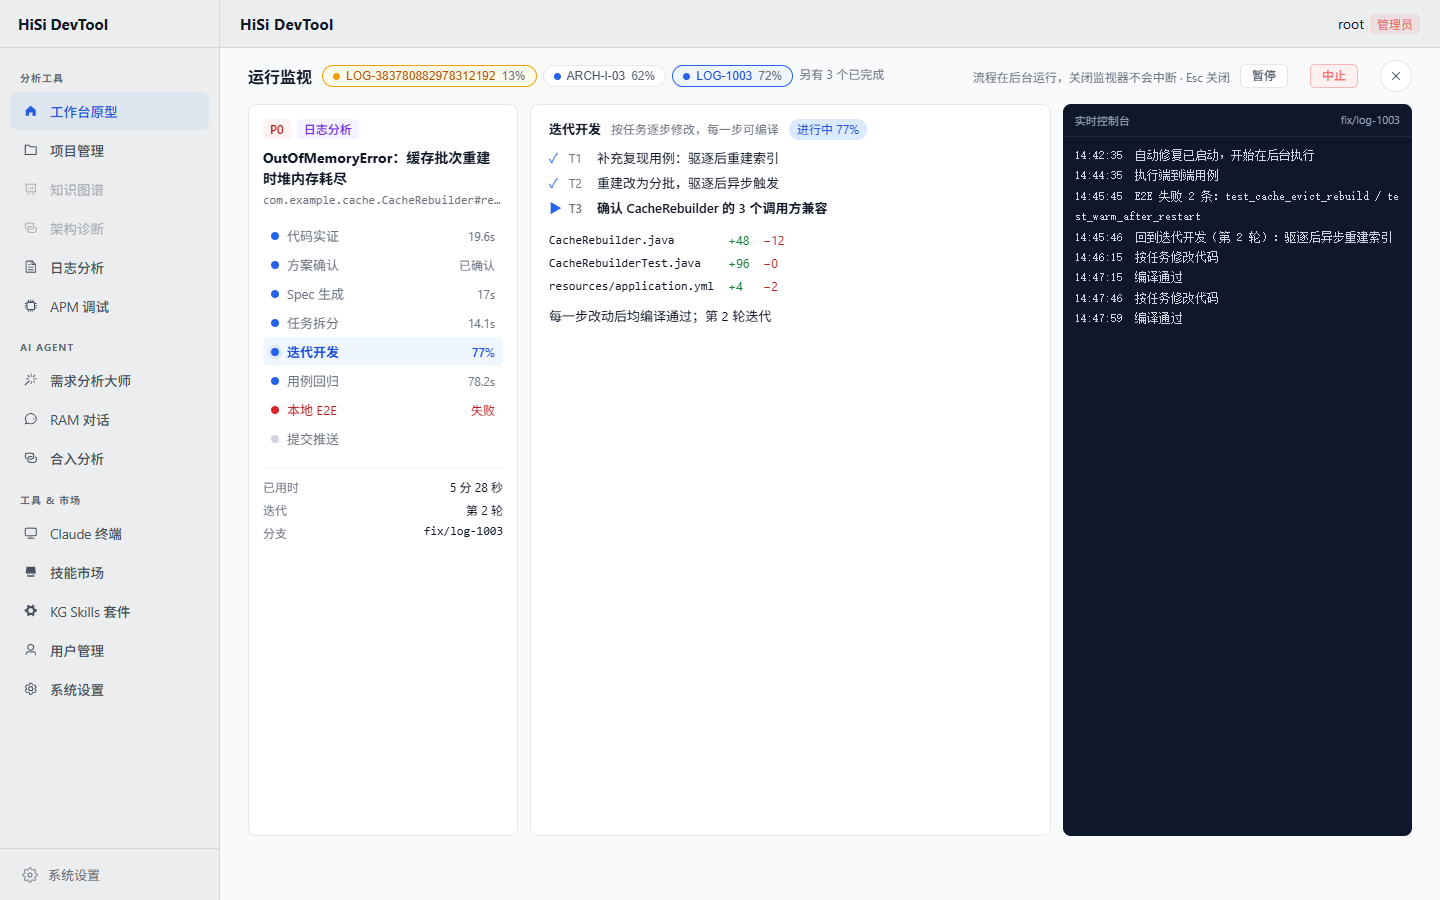 HiSi DevTool
HiSi DevTool
root 管理员
分析工具
工作台原型
项目管理
知识图谱
架构诊断
日志分析
APM 调试
AI AGENT
需求分析大师
RAM 对话
合入分析
工具 & 市场
Claude 终端
技能市场
KG Skills 套件
用户管理
系统设置
系统设置
运行监视
LOG-383780882978312192 13%
ARCH-I-03 62%
LOG-1003 72%
另有 3 个已完成
流程在后台运行，关闭监视器不会中断 · Esc 关闭
暂停
中止
P0 日志分析
OutOfMemoryError：缓存批次重建
时堆内存耗尽
com.example.cache.CacheRebuilder#re…
代码实证 19.6s
方案确认 已确认
Spec 生成 17s
任务拆分 14.1s
迭代开发 77%
用例回归 78.2s
本地 E2E 失败
提交推送
已用时 5 分 28 秒
迭代 第 2 轮
分支 fix/log-1003
迭代开发 按任务逐步修改，每一步可编译 进行中 77%
✓ T1 补充复现用例：驱逐后重建索引
✓ T2 重建改为分批，驱逐后异步触发
▶ T3 确认 CacheRebuilder 的 3 个调用方兼容
CacheRebuilder.java +48 −12
CacheRebuilderTest.java +96 −0
resources/application.yml +4 −2
每一步改动后均编译通过；第 2 轮迭代
实时控制台 fix/log-1003
14:42:35 自动修复已启动，开始在后台执行
14:44:35 执行端到端用例
14:45:45 E2E 失败 2 条：test_cache_evict_rebuild / te
st_warm_after_restart
14:45:46 回到迭代开发（第 2 轮）：驱逐后异步重建索引
14:46:15 按任务修改代码
14:47:15 编译通过
14:47:46 按任务修改代码
14:47:59 编译通过